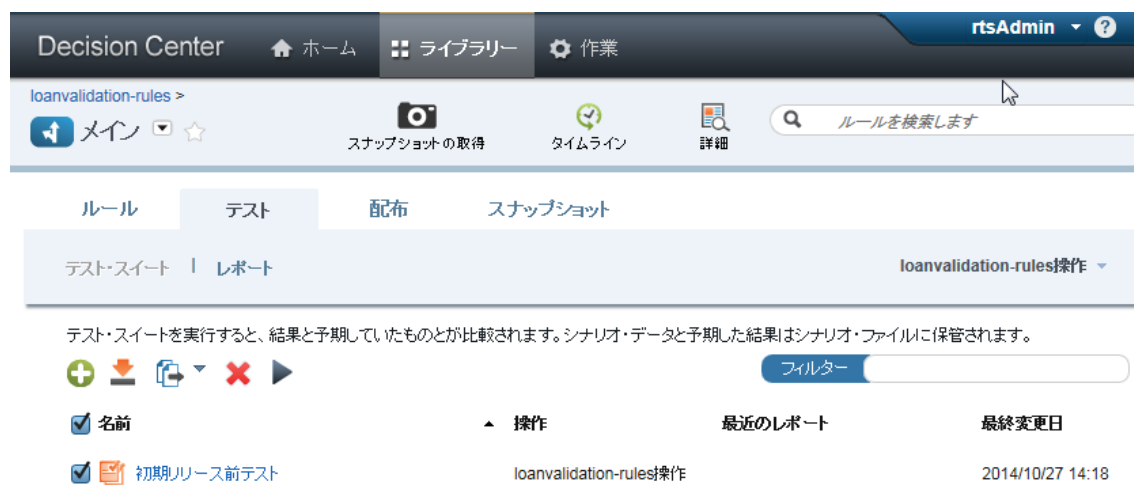 Decision Center ホーム ライブラリー 作業 rtsAdmin ?
loanvalidation-rules >
メイン スナップショットの取得 タイムライン 詳細 ルールを検索します
ルール テスト 配布 スナップショット
テスト・スイート | レポート loanvalidation-rules操作
テスト・スイートを実行すると、結果と予期していたものとが比較されます。シナリオ・データと予期した結果はシナリオ・ファイルに保管されます。
フィルター
名前 操作 最近のレポート 最終変更日
初期リリース前テスト loanvalidation-rules操作 2014/10/27 14:18